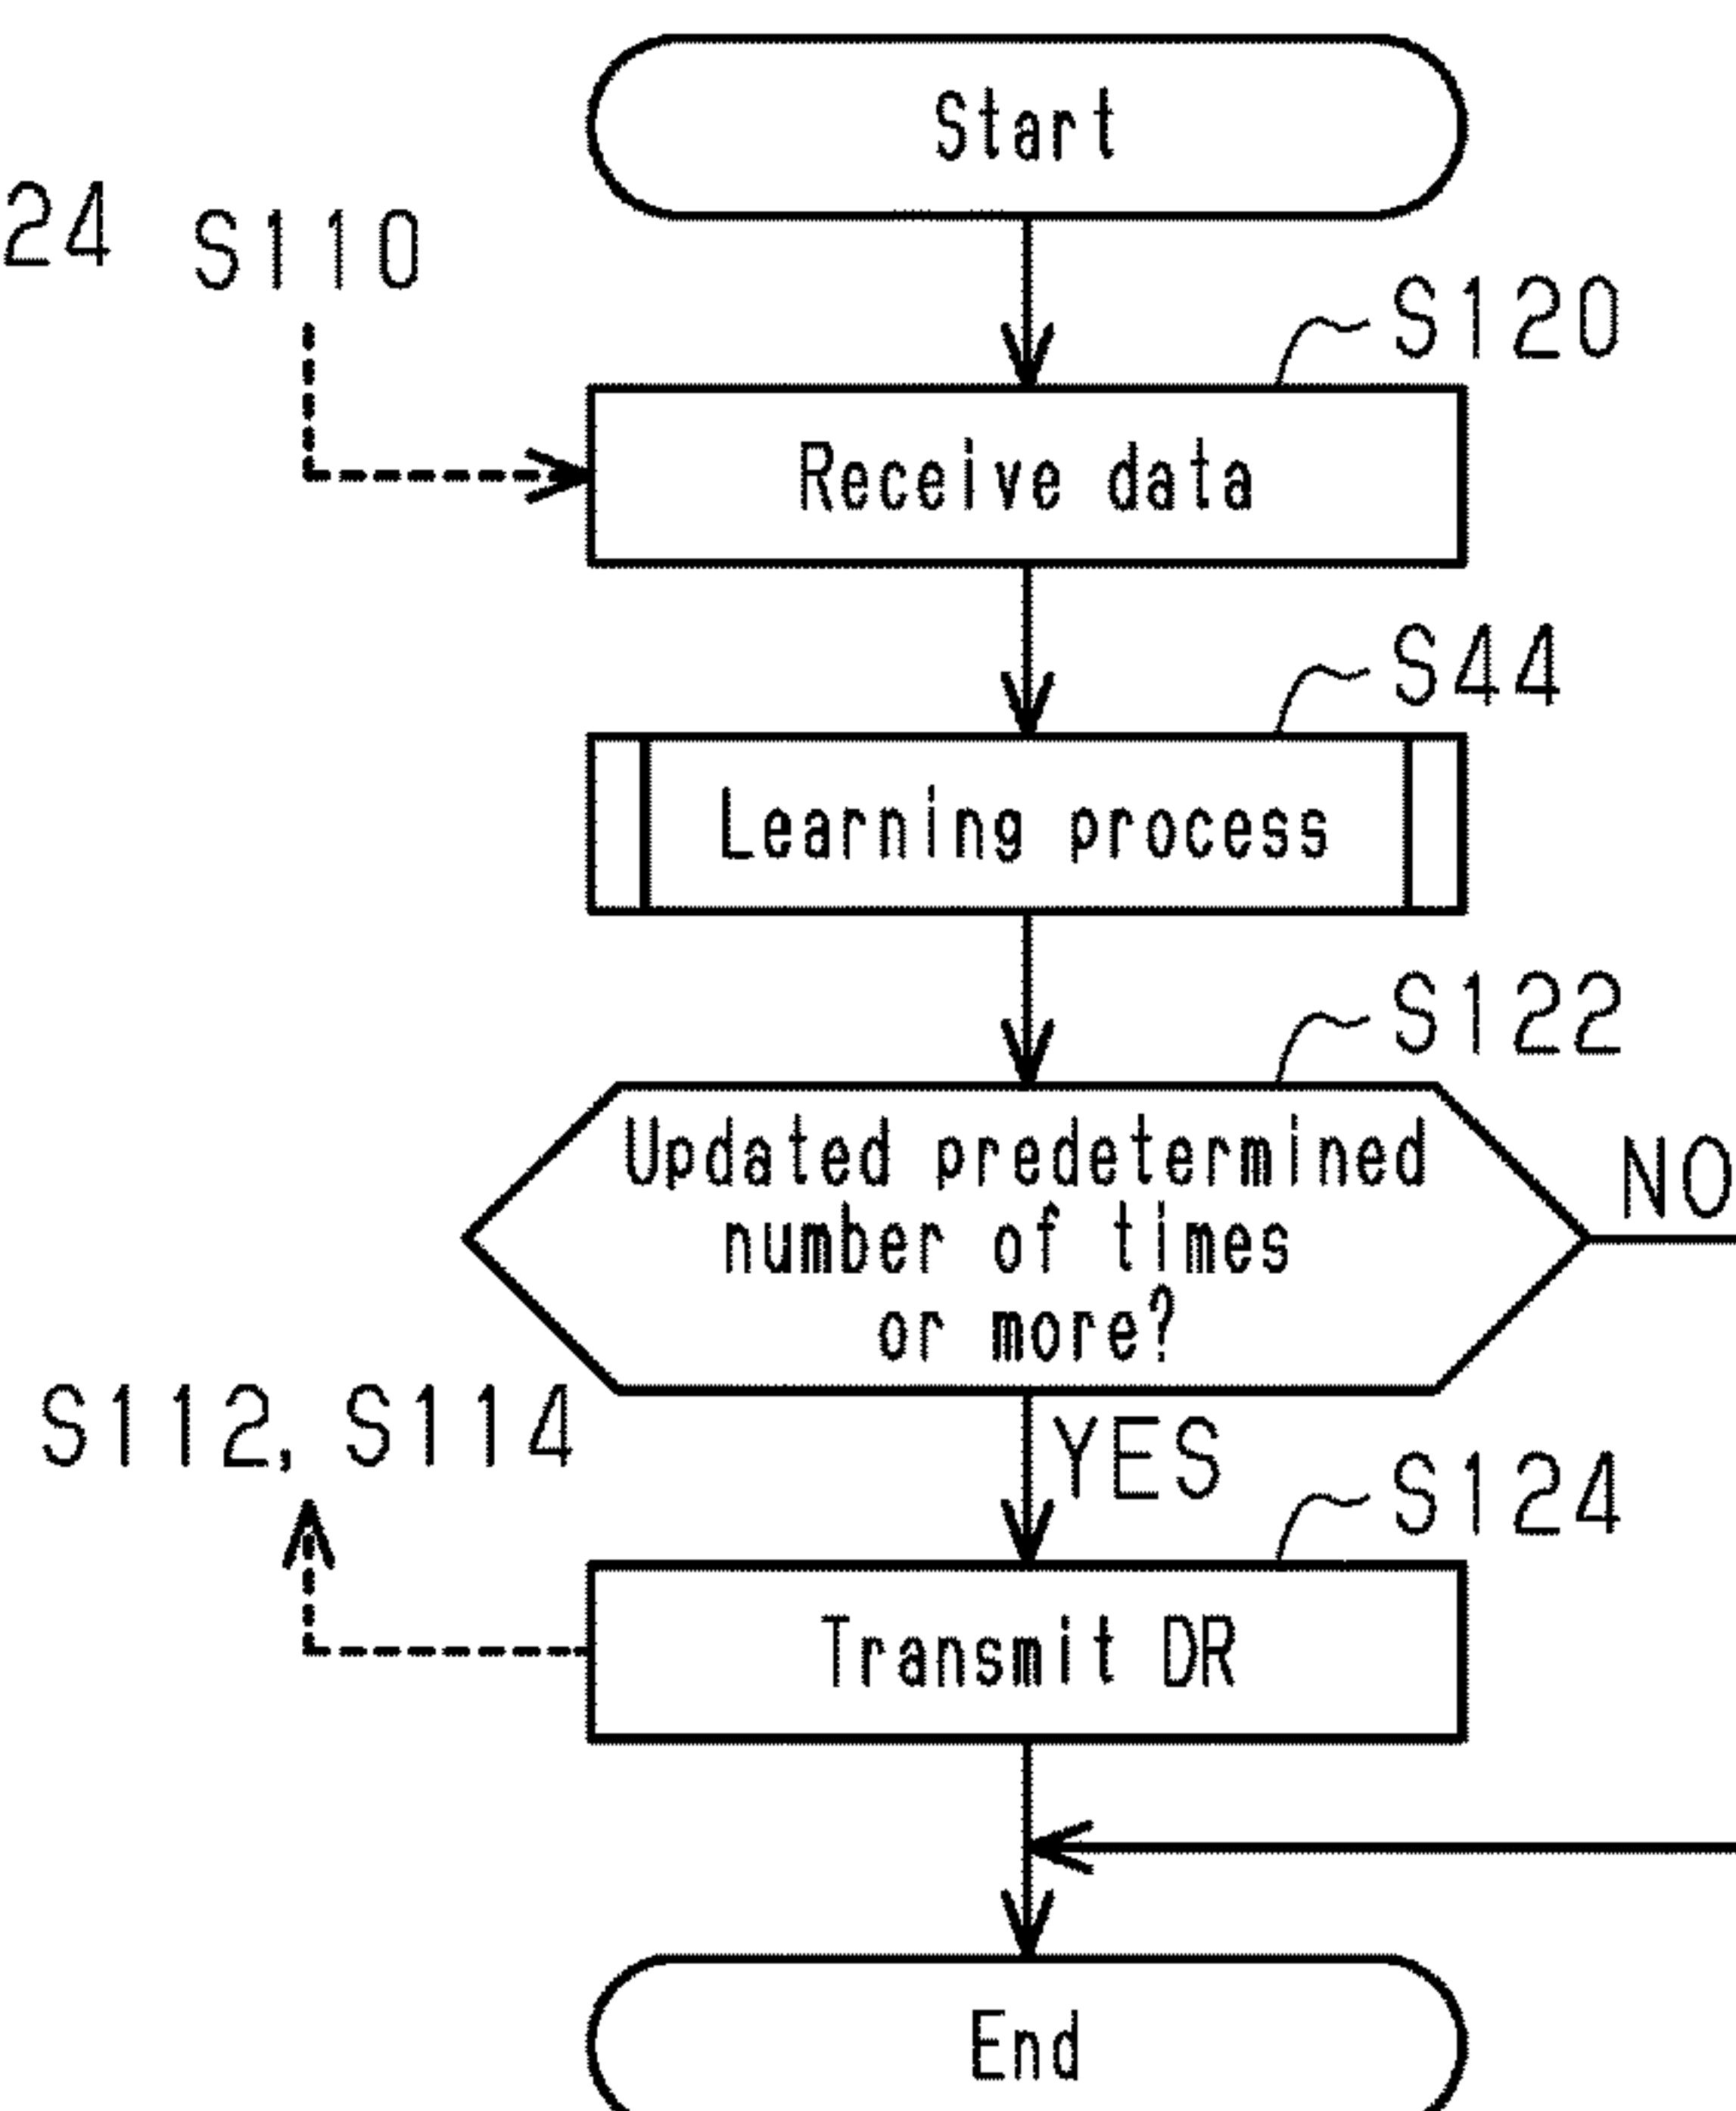 Start
24 S110
S120
Receive data
S44
Learning process
S122
Updated predetermined
number of times
or more?
NO
S112, S114
YES
S124
Transmit DR
End